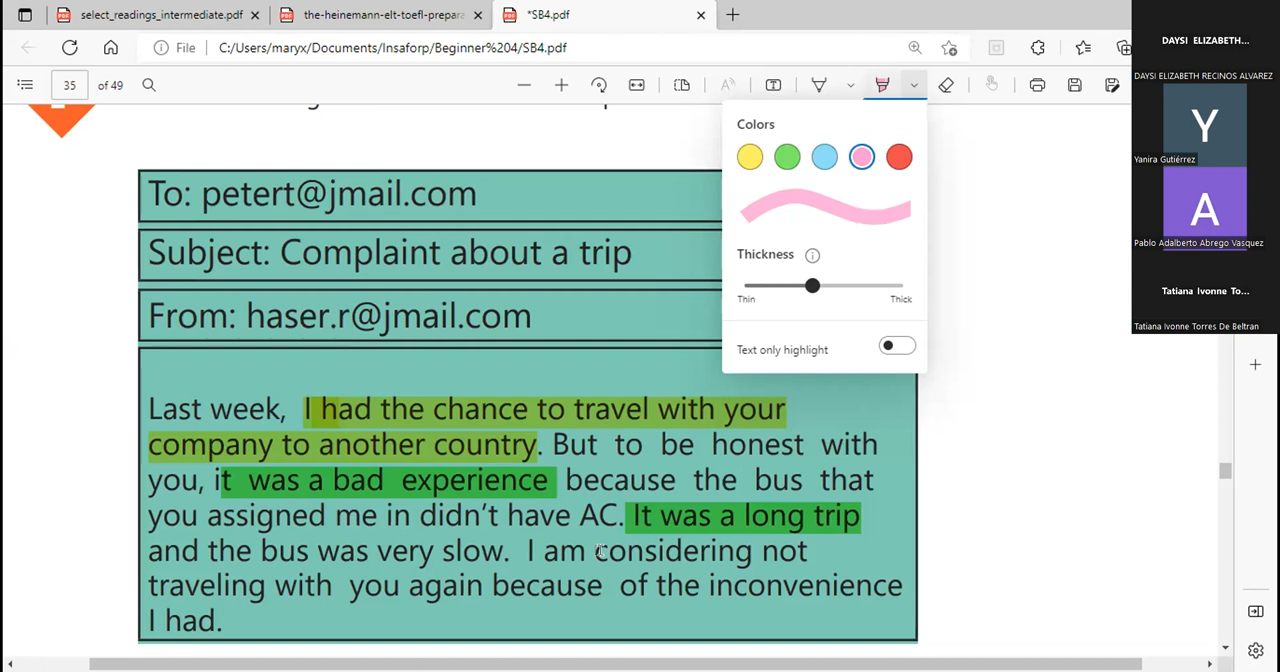 select_readings_intermediate.pdf
the-heinemann-elt-toefl-prepara
*SB4.pdf
File
C:/Users/maryx/Documents/Insaforp/Beginner%204/SB4.pdf
35
of 49
Colors
Thickness
Thin
Thick
Text only highlight
To: petert@jmail.com
Subject: Complaint about a trip
From: haser.r@jmail.com
Last week, I had the chance to travel with your
company to another country. But to be honest with
you, it was a bad experience because the bus that
you assigned me in didn't have AC. It was a long trip
and the bus was very slow. I am considering not
traveling with you again because of the inconvenience
I had.
DAYSI ELIZABETH...
DAYSI ELIZABETH RECINOS ALVAREZ
Y
Yanira Gutiérrez
A
Pablo Adalberto Abrego Vasquez
Tatiana Ivonne To...
Tatiana Ivonne Torres De Beltran